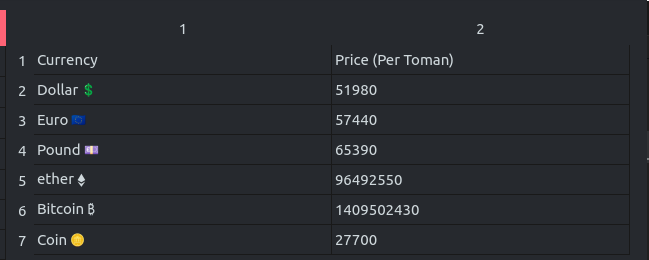 1 2
1 Currency Price (Per Toman)
2 Dollar 💲 51980
3 Euro 💶 57440
4 Pound 💷 65390
5 ether ⧫ 96492550
6 Bitcoin ₿ 1409502430
7 Coin 🪙 27700